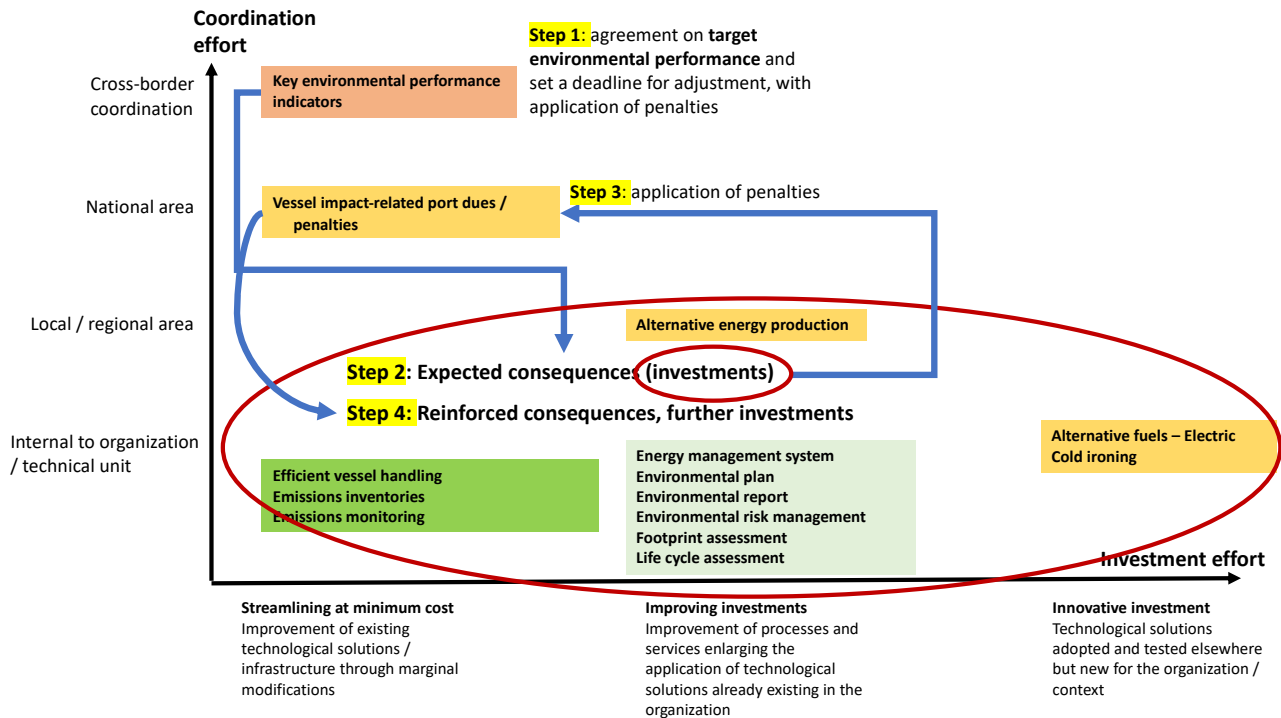 Coordination
effort
Step 1: agreement on target
environmental performance and
set a deadline for adjustment, with
application of penalties
Cross-border
coordination
Key environmental performance
indicators
National area
Vessel impact-related port dues /
penalties
Step 3: application of penalties
Local / regional area
Alternative energy production
Step 2: Expected consequences (investments)
Step 4: Reinforced consequences, further investments
Internal to organization
/ technical unit
Efficient vessel handling
Emissions inventories
Emissions monitoring
Energy management system
Environmental plan
Environmental report
Environmental risk management
Footprint assessment
Life cycle assessment
Alternative fuels – Electric
Cold ironing
Investment effort
Streamlining at minimum cost
Improvement of existing
technological solutions /
infrastructure through marginal
modifications
Improving investments
Improvement of processes and
services enlarging the
application of technological
solutions already existing in the
organization
Innovative investment
Technological solutions
adopted and tested elsewhere
but new for the organization /
context